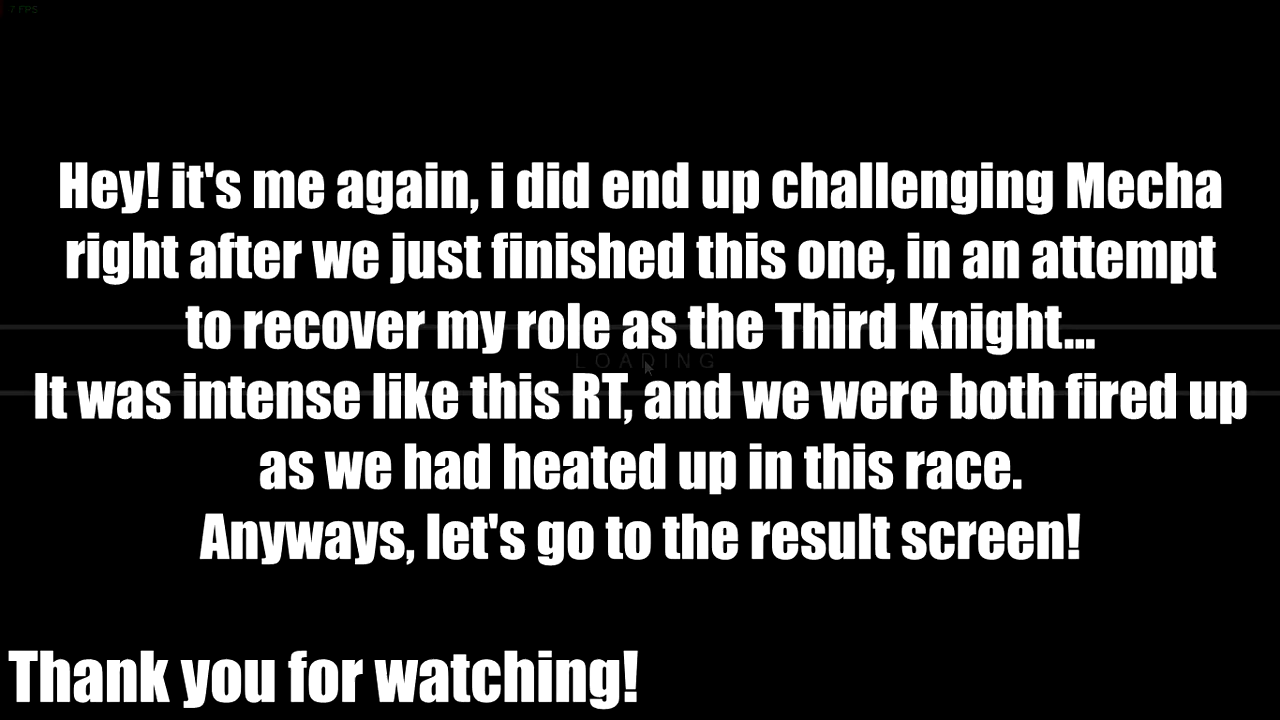 7 FPS
Hey! it's me again, i did end up challenging Mecha
right after we just finished this one, in an attempt
to recover my role as the Third Knight...
LOADING
It was intense like this RT, and we were both fired up
as we had heated up in this race.
Anyways, let's go to the result screen!
Thank you for watching!